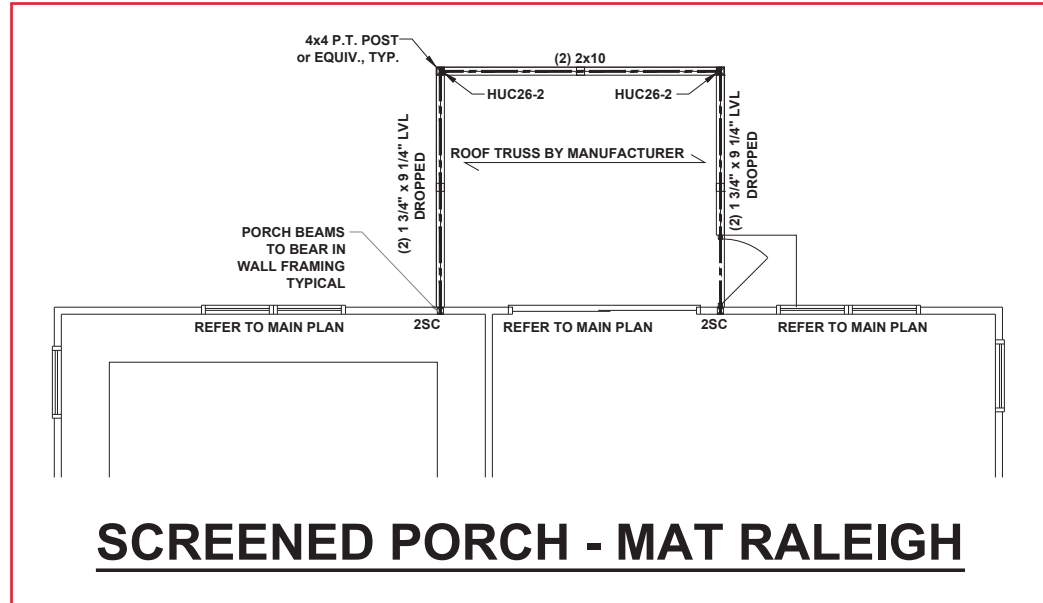 4x4 P.T. POST
or EQUIV., TYP.
(2) 2x10
HUC26-2
HUC26-2
(2) 1 3/4" x 9 1/4" LVL
DROPPED
ROOF TRUSS BY MANUFACTURER
(2) 1 3/4" x 9 1/4" LVL
DROPPED
PORCH BEAMS
TO BEAR IN
WALL FRAMING
TYPICAL
REFER TO MAIN PLAN
2SC
REFER TO MAIN PLAN
2SC
REFER TO MAIN PLAN
SCREENED PORCH - MAT RALEIGH